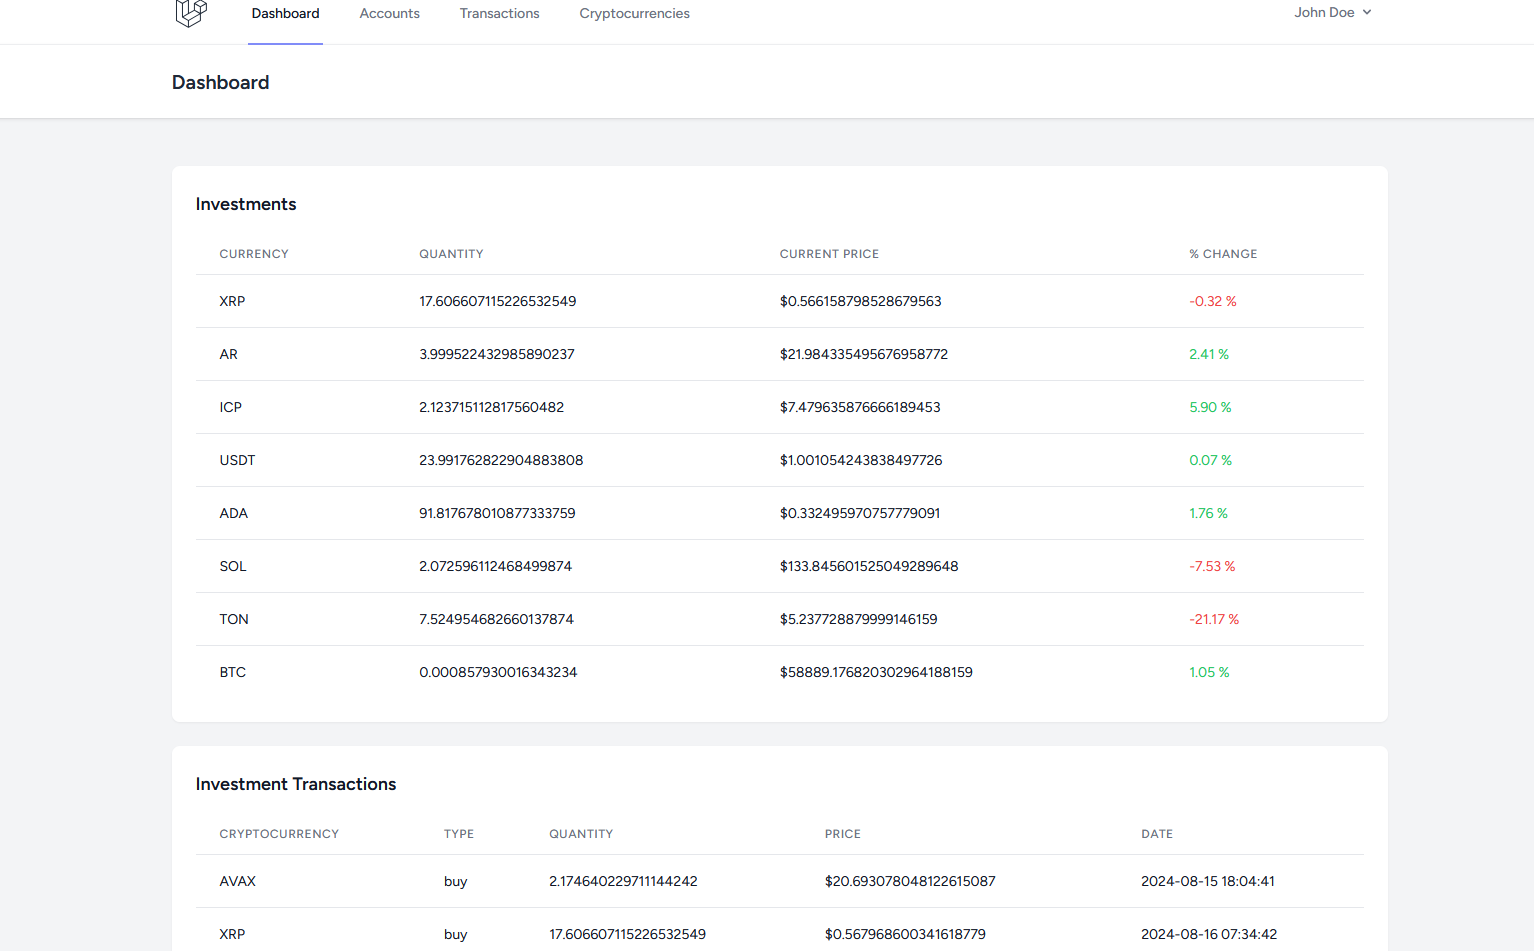 Dashboard Accounts Transactions Cryptocurrencies John Doe
Dashboard
Investments
CURRENCY QUANTITY CURRENT PRICE % CHANGE
XRP 17.606607115226532549 $0.566158798528679563 -0.32 %
AR 3.999522432985890237 $21.984335495676958772 2.41 %
ICP 2.123715112817560482 $7.479635876666189453 5.90 %
USDT 23.991762822904883808 $1.001054243838497726 0.07 %
ADA 91.817678010877333759 $0.332495970757779091 1.76 %
SOL 2.072596112468499874 $133.845601525049289648 -7.53 %
TON 7.524954682660137874 $5.237728879999146159 -21.17 %
BTC 0.000857930016343234 $58889.176820302964188159 1.05 %
Investment Transactions
CRYPTOCURRENCY TYPE QUANTITY PRICE DATE
AVAX buy 2.174640229711144242 $20.693078048122615087 2024-08-15 18:04:41
XRP buy 17.606607115226532549 $0.567968600341618779 2024-08-16 07:34:42